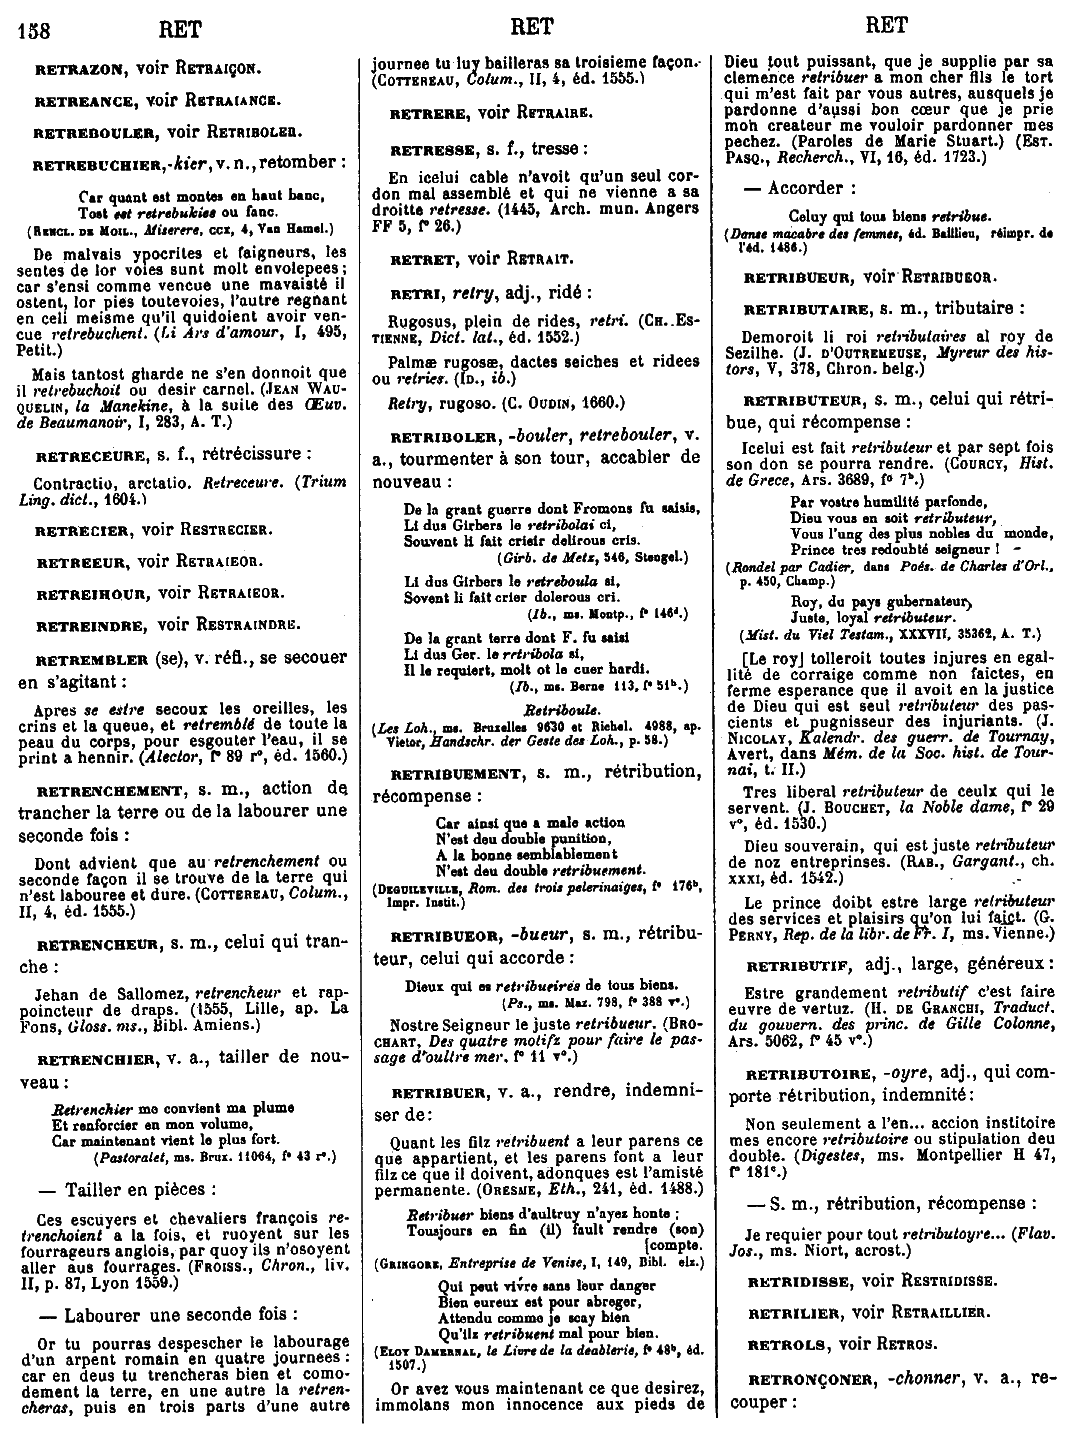 158
RET
RET
RET
RETRAZON, voir RETRAIÇON.
RETREANCE, voir RETRAIANCE.
RETREBOULER, voir RETRIBOLER.
RETREBUCHIER, -kier, v. n., retomber :
Car quant est montes en haut banc,
Tost est retrebukies ou fanc.
(RENCL. DE MOIL., Miserere, CCX, 4, Van Hamel.)
De malvais ypocrites et faigneurs, les
sentes de lor voies sunt molt envolepees ;
car s'ensi comme vencue une mavaisté il
ostent, lor pies toutevoies, l'autre regnant
en celi meisme qu'il quidoient avoir ven-
cue retrebuchent. (Li Ars d'amour, I, 495,
Petit.)
Mais tantost gharde ne s'en donnoit que
il retrebuchoit ou desir carnel. (JEAN WAU-
QUELIN, la Manekine, à la suite des Œuv.
de Beaumanoir, I, 283, A. T.)
RETRECEURE, s. f., rétrécissure :
Contractio, arctatio. Retreceure. (Trium
Ling. dict., 1604.)
RETRECIER, voir RESTRECIER.
RETREEUR, voir RETRAIEOR.
RETREIHOUR, voir RETRAIEOR.
RETREINDRE, voir RESTRAINDRE.
RETREMBLER (se), v. réfl., se secouer
en s'agitant :
Apres se estre secoux les oreilles, les
crins et la queue, et retremblé de toute la
peau du corps, pour esgouter l'eau, il se
print a hennir. (Alector, f° 89 r°, éd. 1560.)
RETRENCHEMENT, s. m., action de
trancher la terre ou de la labourer une
seconde fois :
Dont advient que au retrenchement ou
seconde façon il se trouve de la terre qui
n'est labouree et dure. (COTTEREAU, Colum.,
II, 4, éd. 1555.)
RETRENCHEUR, s. m., celui qui tran-
che :
Jehan de Sallomez, retrencheur et rap-
poincteur de draps. (1555, Lille, ap. La
Fons, Gloss. ms., Bibl. Amiens.)
RETRENCHIER, v. a., tailler de nou-
veau :
Retrenchier me convient ma plume
Et renforcier en mon volume,
Car maintenant vient le plus fort.
(Pastoralet, ms. Brux. 11064, f° 43 r°.)
— Tailler en pièces :
Ces escuyers et chevaliers françois re-
trenchoient a la fois, et ruoyent sur les
fourrageurs anglois, par quoy ils n'osoyent
aller aus fourrages. (FROISS., Chron., liv.
II, p. 87, Lyon 1559.)
— Labourer une seconde fois :
Or tu pourras despescher le labourage
d'un arpent romain en quatre journees :
car en deus tu trencheras bien et como-
dement la terre, en une autre la retren-
cheras, puis en trois parts d'une autre
journee tu luy bailleras sa troisieme façon.
(COTTEREAU, Colum., II, 4, éd. 1555.)
RETRERE, voir RETRAIRE.
RETRESSE, s. f., tresse :
En icelui cable n'avoit qu'un seul cor-
don mal assemblé et qui ne vienne a sa
droitte retresse. (1445, Arch. mun. Angers
FF 5, f° 26.)
RETRET, voir RETRAIT.
RETRI, retry, adj., ridé :
Rugosus, plein de rides, retri. (CH. ES-
TIENNE, Dict. lat., éd. 1552.)
Palmæ rugosæ, dactes seiches et ridees
ou retries. (ID., ib.)
Retry, rugoso. (C. OUDIN, 1660.)
RETRIBOLER, -bouler, retrebouler, v.
a., tourmenter à son tour, accabler de
nouveau :
De la grant guerre dont Fromons fu saisis,
Li dus Girbers le retribolai ci,
Souvent li fait crieir delirous cris.
(Girb. de Metz, 546, Stengel.)
Li dus Girbers le retreboula si,
Sovent li fait crier dolerous cri.
(Ib., ms. Montp., f° 146ᵈ.)
De la grant terre dont F. fu saisi
Li dus Ger. le retribola si,
Il le requiert, molt ot le cuer hardi.
(Ib., ms. Berne 113, f° 51ᵇ.)
Retriboule.
(Les Loh., ms. Bruxelles 9630 et Richel. 4988, ap.
Vietor, Handschr. der Geste des Loh., p. 58.)
RETRIBUEMENT, s. m., rétribution,
récompense :
Car ainsi que a male action
N'est deu double punition,
A la bonne semblablement
N'est deu double retribuement.
(DEGUILEVILLE, Rom. des trois pelerinaiges, f° 176ᵇ,
Impr. Instit.)
RETRIBUEOR, -bueur, s. m., rétribu-
teur, celui qui accorde :
Dieux qui es retribueires de tous biens.
(Ps., ms. Maz. 798, f° 388 v°.)
Nostre Seigneur le juste retribueur. (BRO-
CHART, Des quatre motifz pour faire le pas-
sage d'oultre mer, f° 11 v°.)
RETRIBUER, v. a., rendre, indemni-
ser de :
Quant les filz retribuent a leur parens ce
que appartient, et les parens font a leur
filz ce que il doivent, adonques est l'amisté
permanente. (ORESME, Eth., 241, éd. 1488.)
Retribuer biens d'aultruy n'ayez honte ;
Tousjours en fin (il) fault rendre (son)
[compte.
(GRINGORE, Entreprise de Venise, I, 149, Bibl. elz.)
Qui peut vivre sans leur danger
Bien eureux est pour abreger,
Attendu comme je scay bien
Qu'ilz retribuent mal pour bien.
(ELOY DAMERNAL, le Livre de la deablerie, f° 48ᵇ, éd.
1507.)
Or avez vous maintenant ce que desirez,
immolans mon innocence aux pieds de
Dieu tout puissant, que je supplie par sa
clemence retribuer a mon cher fils le tort
qui m'est fait par vous autres, ausquels je
pardonne d'aussi bon cœur que je prie
moh createur me vouloir pardonner mes
pechez. (Paroles de Marie Stuart.) (EST.
PASQ., Recherch., VI, 16, éd. 1723.)
— Accorder :
Celuy qui tous biens retribue.
(Danse macabre des femmes, éd. Baillieu, réimpr. de
l'éd. 1486.)
RETRIBUEUR, voir RETRIBUEOR.
RETRIBUTAIRE, s. m., tributaire :
Demoroit li roi retributaires al roy de
Sezilhe. (J. D'OUTREMEUSE, Myreur des his-
tors, V, 378, Chron. belg.)
RETRIBUTEUR, s. m., celui qui rétri-
bue, qui récompense :
Icelui est fait retributeur et par sept fois
son don se pourra rendre. (COURCY, Hist.
de Grece, Ars. 3689, f° 7ᵇ.)
Par vostre humilité parfonde,
Dieu vous en soit retributeur,
Vous l'ung des plus nobles du monde,
Prince tres redoubté seigneur !
(Rondel par Cadier, dans Poés. de Charles d'Orl.,
p. 450, Champ.)
Roy, du pays gubernateur,
Juste, loyal retributeur.
(Mist. du Viel Testam., XXXVII, 35362, A. T.)
[Le roy] tolleroit toutes injures en egal-
lité de corraige comme non faictes, en
ferme esperance que il avoit en la justice
de Dieu qui est seul retributeur des pas-
cients et pugnisseur des injuriants. (J.
NICOLAY, Kalendr. des guerr. de Tournay,
Avert, dans Mém. de la Soc. hist. de Tour-
nai, t. II.)
Tres liberal retributeur de ceulx qui le
servent. (J. BOUCHET, la Noble dame, f° 29
v°, éd. 1530.)
Dieu souverain, qui est juste retributeur
de noz entreprinses. (RAB., Gargant., ch.
XXXI, éd. 1542.)
Le prince doibt estre large retributeur
des services et plaisirs qu'on lui faict. (G.
PERNY, Rep. de la libr. de Fr. I, ms. Vienne.)
RETRIBUTIF, adj., large, généreux :
Estre grandement retributif c'est faire
euvre de vertuz. (H. DE GRANCHI, Traduct.
du gouvern. des princ. de Gille Colonne,
Ars. 5062, f° 45 v°.)
RETRIBUTOIRE, -oyre, adj., qui com-
porte rétribution, indemnité :
Non seulement a l'en... accion institoire
mes encore retributoire ou stipulation deu
double. (Digestes, ms. Montpellier H 47,
f° 181ᶜ.)
— S. m., rétribution, récompense :
Je requier pour tout retributoyre... (Flav.
Jos., ms. Niort, acrost.)
RETRIDISSE, voir RESTRIDISSE.
RETRILIER, voir RETRAILLIER.
RETROLS, voir RETROS.
RETRONÇONER, -chonner, v. a., re-
couper :